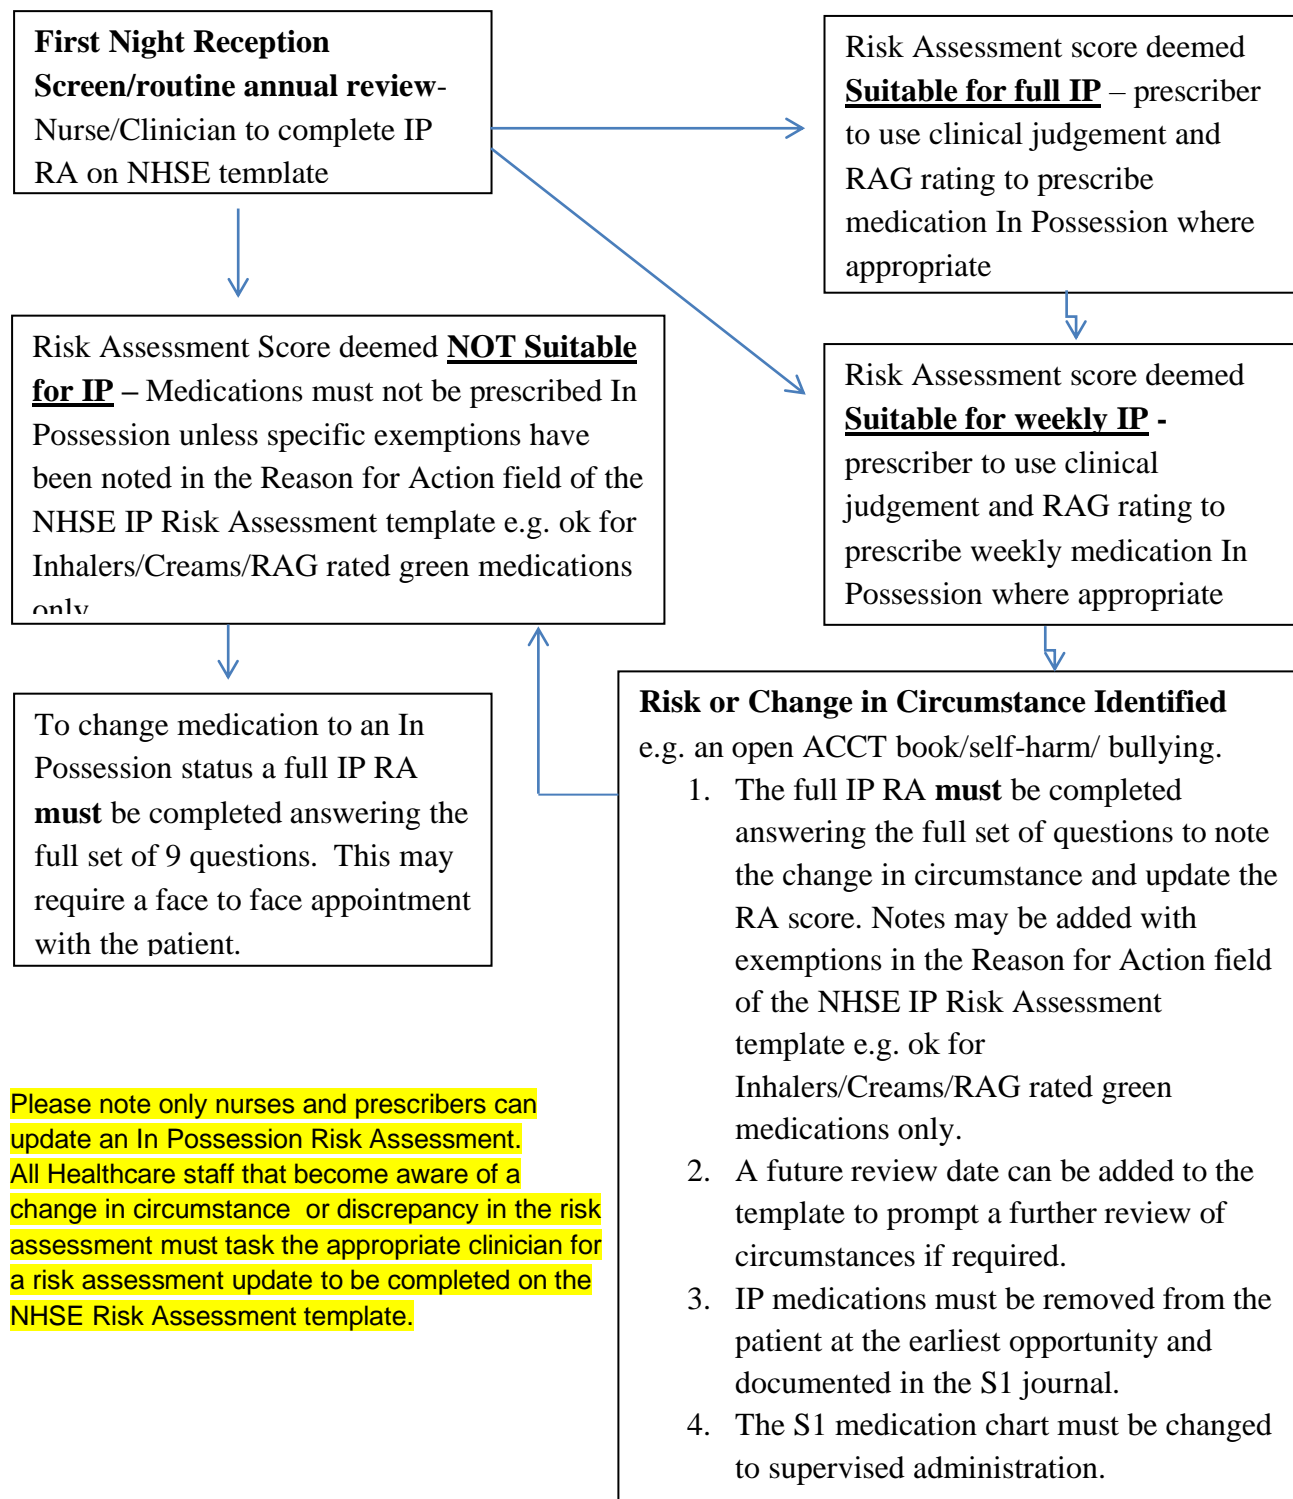 First Night Reception
Screen/routine annual review-
Nurse/Clinician to complete IP
RA on NHSE template
Risk Assessment score deemed
Suitable for full IP – prescriber
to use clinical judgement and
RAG rating to prescribe
medication In Possession where
appropriate
Risk Assessment Score deemed NOT Suitable
for IP – Medications must not be prescribed In
Possession unless specific exemptions have
been noted in the Reason for Action field of the
NHSE IP Risk Assessment template e.g. ok for
Inhalers/Creams/RAG rated green medications
only
Risk Assessment score deemed
Suitable for weekly IP -
prescriber to use clinical
judgement and RAG rating to
prescribe weekly medication In
Possession where appropriate
To change medication to an In
Possession status a full IP RA
must be completed answering the
full set of 9 questions.  This may
require a face to face appointment
with the patient.
Risk or Change in Circumstance Identified
e.g. an open ACCT book/self-harm/ bullying.
1. The full IP RA must be completed
answering the full set of questions to note
the change in circumstance and update the
RA score. Notes may be added with
exemptions in the Reason for Action field
of the NHSE IP Risk Assessment
template e.g. ok for
Inhalers/Creams/RAG rated green
medications only.
2. A future review date can be added to the
template to prompt a further review of
circumstances if required.
3. IP medications must be removed from the
patient at the earliest opportunity and
documented in the S1 journal.
4. The S1 medication chart must be changed
to supervised administration.
Please note only nurses and prescribers can
update an In Possession Risk Assessment.
All Healthcare staff that become aware of a
change in circumstance  or discrepancy in the risk
assessment must task the appropriate clinician for
a risk assessment update to be completed on the
NHSE Risk Assessment template.